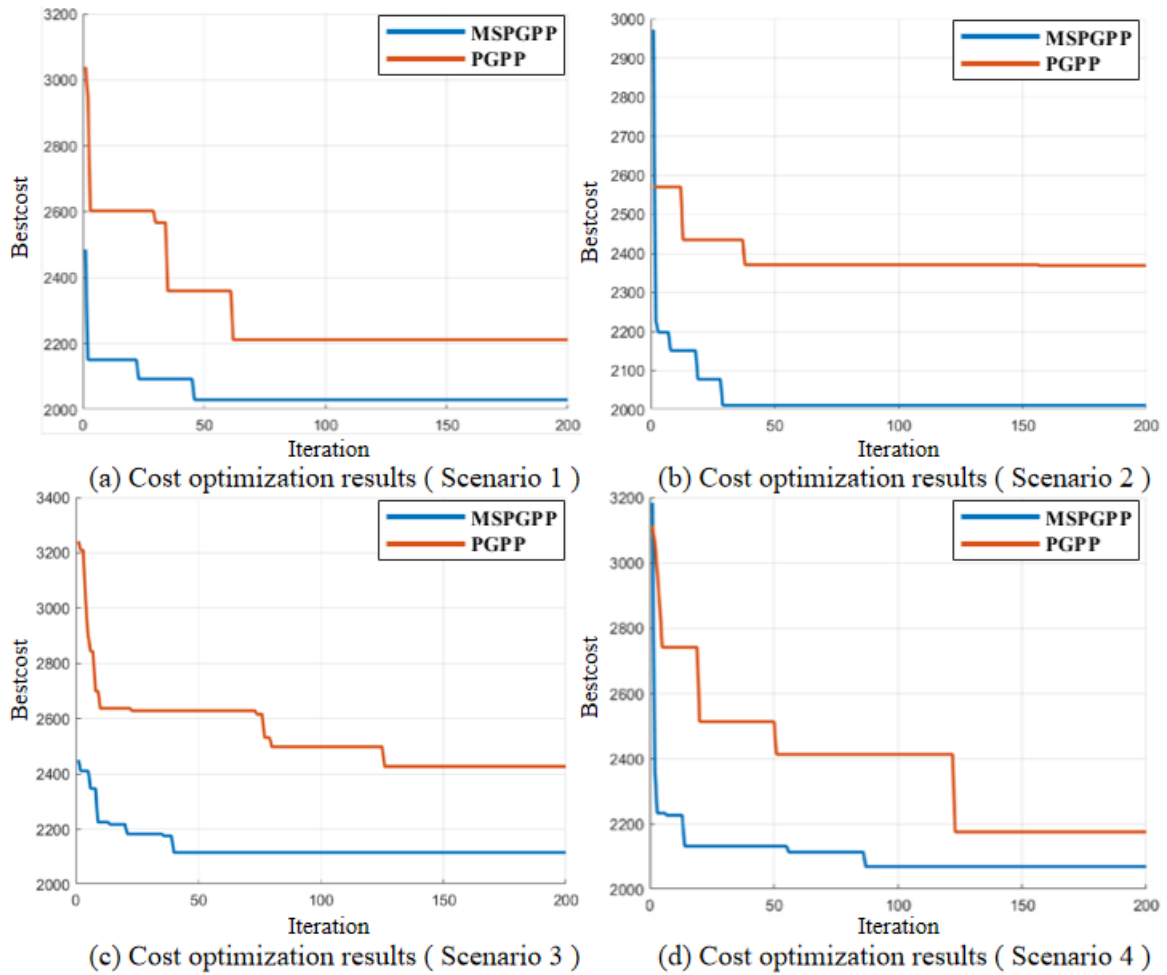 3200
3000
2800
2600
2400
2200
2000
Bestcost
MSPGPP
PGPP
0
50
100
150
200
Iteration
(a) Cost optimization results ( Scenario 1 )
3000
2900
2800
2700
2600
2500
2400
2300
2200
2100
2000
Bestcost
MSPGPP
PGPP
0
50
100
150
200
Iteration
(b) Cost optimization results ( Scenario 2 )
3400
3200
3000
2800
2600
2400
2200
2000
Bestcost
MSPGPP
PGPP
0
50
100
150
200
Iteration
(c) Cost optimization results ( Scenario 3 )
3200
3000
2800
2600
2400
2200
2000
Bestcost
MSPGPP
PGPP
0
50
100
150
200
Iteration
(d) Cost optimization results ( Scenario 4 )